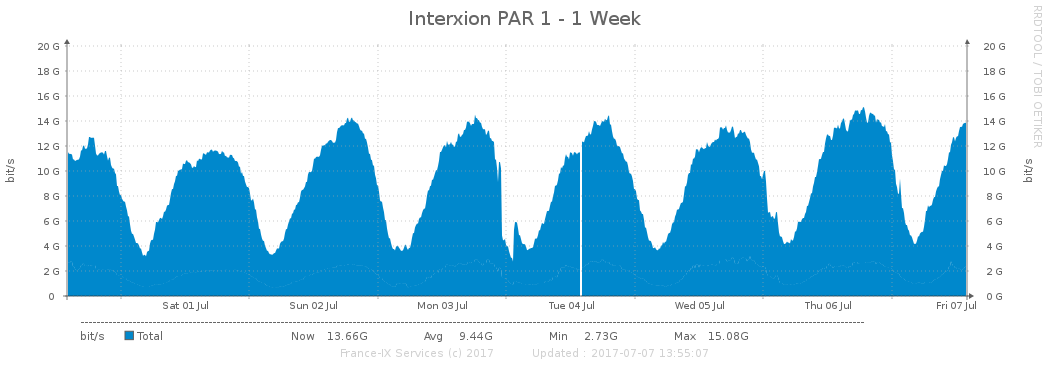 Interxion PAR 1 - 1 Week
RRDTOOL / TOBI OETIKER
bit/s
20 G 20 G
18 G 18 G
16 G 16 G
14 G 14 G
12 G 12 G
10 G 10 G
8 G 8 G
6 G 6 G
4 G 4 G
2 G 2 G
0 0 G
bit/s
Sat 01 Jul Sun 02 Jul Mon 03 Jul Tue 04 Jul Wed 05 Jul Thu 06 Jul Fri 07 Jul
bit/s Total Now 13.66G Avg 9.44G Min 2.73G Max 15.08G
France-IX Services (c) 2017 Updated : 2017-07-07 13:55:07